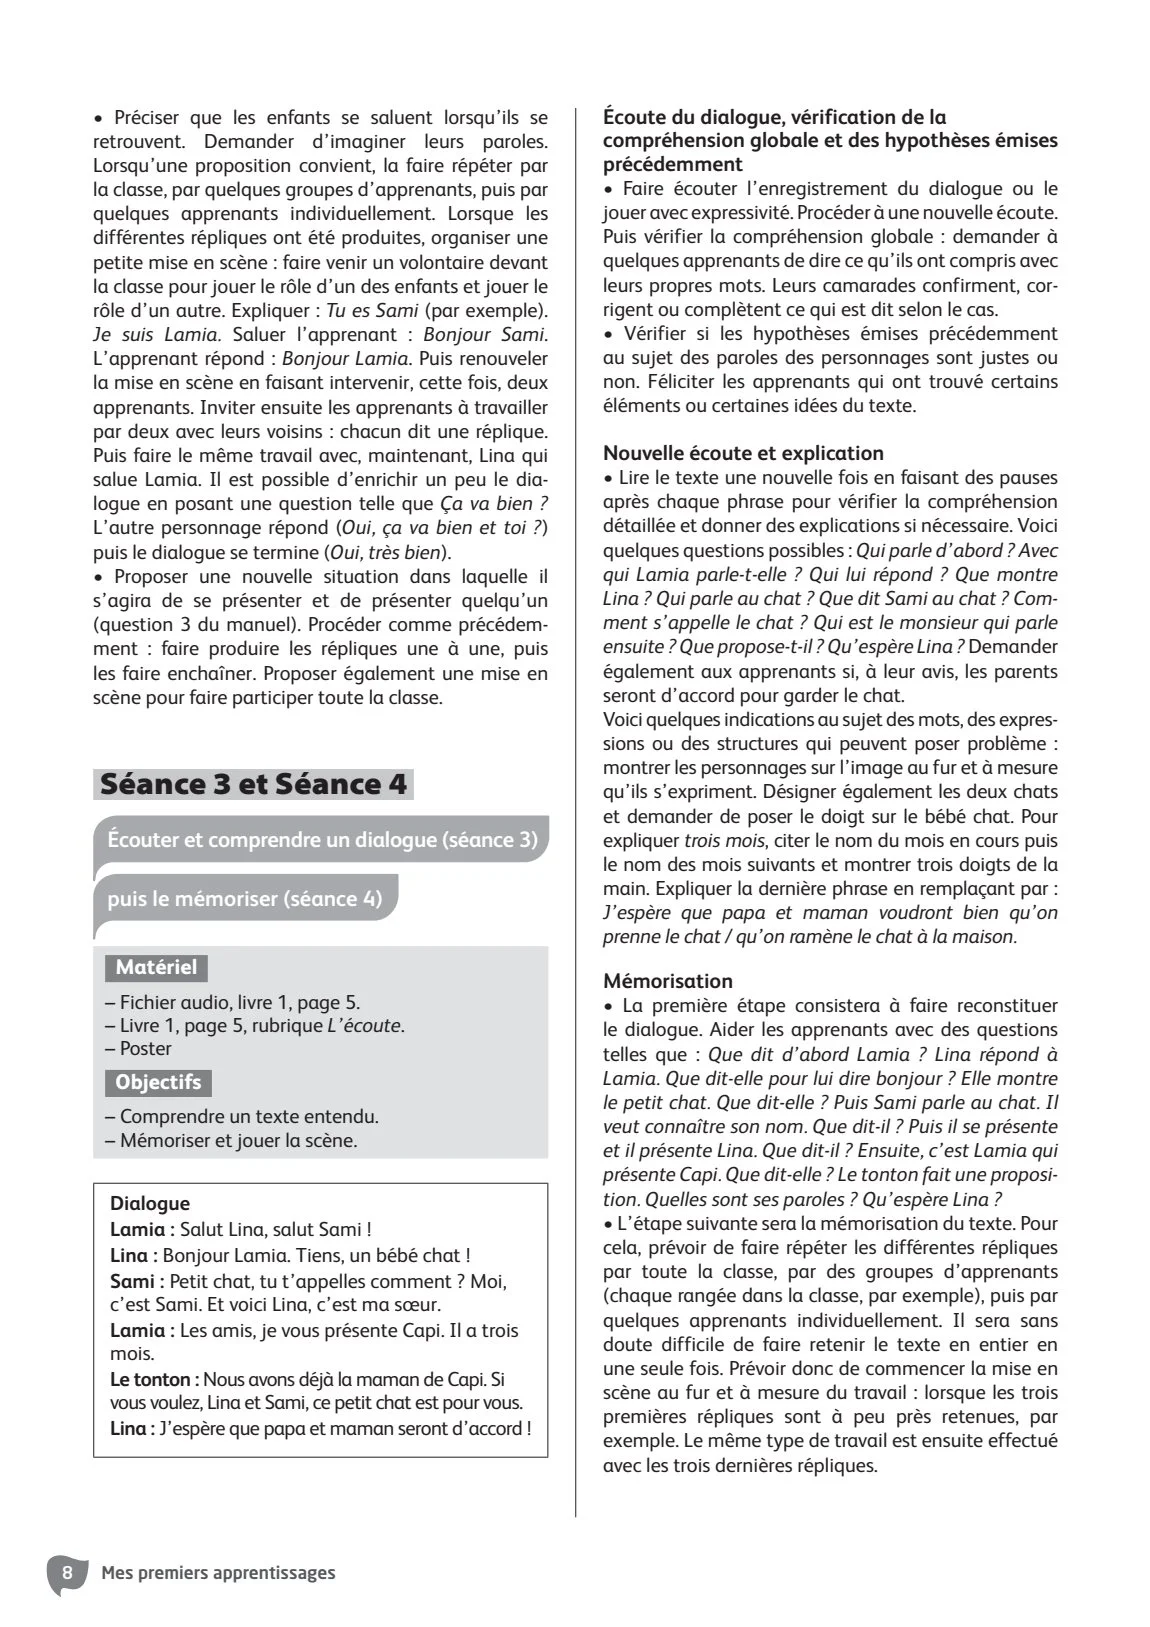 • Préciser que les enfants se saluent lorsqu’ils se
retrouvent. Demander d’imaginer leurs paroles.
Lorsqu’une proposition convient, la faire répéter par
la classe, par quelques groupes d’apprenants, puis par
quelques apprenants individuellement. Lorsque les
différentes répliques ont été produites, organiser une
petite mise en scène : faire venir un volontaire devant
la classe pour jouer le rôle d’un des enfants et jouer le
rôle d’un autre. Expliquer : Tu es Sami (par exemple).
Je suis Lamia. Saluer l’apprenant : Bonjour Sami.
L’apprenant répond : Bonjour Lamia. Puis renouveler
la mise en scène en faisant intervenir, cette fois, deux
apprenants. Inviter ensuite les apprenants à travailler
par deux avec leurs voisins : chacun dit une réplique.
Puis faire le même travail avec, maintenant, Lina qui
salue Lamia. Il est possible d’enrichir un peu le dia-
logue en posant une question telle que Ça va bien ?
L’autre personnage répond (Oui, ça va bien et toi ?)
puis le dialogue se termine (Oui, très bien).
• Proposer une nouvelle situation dans laquelle il
s’agira de se présenter et de présenter quelqu’un
(question 3 du manuel). Procéder comme précédem-
ment : faire produire les répliques une à une, puis
les faire enchaîner. Proposer également une mise en
scène pour faire participer toute la classe.
Séance 3 et Séance 4
Écouter et comprendre un dialogue (séance 3)
puis le mémoriser (séance 4)
Matériel
– Fichier audio, livre 1, page 5.
– Livre 1, page 5, rubrique L’écoute.
– Poster
Objectifs
– Comprendre un texte entendu.
– Mémoriser et jouer la scène.
Dialogue
Lamia : Salut Lina, salut Sami !
Lina : Bonjour Lamia. Tiens, un bébé chat !
Sami : Petit chat, tu t’appelles comment ? Moi,
c’est Sami. Et voici Lina, c’est ma sœur.
Lamia : Les amis, je vous présente Capi. Il a trois
mois.
Le tonton : Nous avons déjà la maman de Capi. Si
vous voulez, Lina et Sami, ce petit chat est pour vous.
Lina : J’espère que papa et maman seront d’accord !
Écoute du dialogue, vérification de la
compréhension globale et des hypothèses émises
précédemment
• Faire écouter l’enregistrement du dialogue ou le
jouer avec expressivité. Procéder à une nouvelle écoute.
Puis vérifier la compréhension globale : demander à
quelques apprenants de dire ce qu’ils ont compris avec
leurs propres mots. Leurs camarades confirment, cor-
rigent ou complètent ce qui est dit selon le cas.
• Vérifier si les hypothèses émises précédemment
au sujet des paroles des personnages sont justes ou
non. Féliciter les apprenants qui ont trouvé certains
éléments ou certaines idées du texte.
Nouvelle écoute et explication
• Lire le texte une nouvelle fois en faisant des pauses
après chaque phrase pour vérifier la compréhension
détaillée et donner des explications si nécessaire. Voici
quelques questions possibles : Qui parle d’abord ? Avec
qui Lamia parle-t-elle ? Qui lui répond ? Que montre
Lina ? Qui parle au chat ? Que dit Sami au chat ? Com-
ment s’appelle le chat ? Qui est le monsieur qui parle
ensuite ? Que propose-t-il ? Qu’espère Lina ? Demander
également aux apprenants si, à leur avis, les parents
seront d’accord pour garder le chat.
Voici quelques indications au sujet des mots, des expres-
sions ou des structures qui peuvent poser problème :
montrer les personnages sur l’image au fur et à mesure
qu’ils s’expriment. Désigner également les deux chats
et demander de poser le doigt sur le bébé chat. Pour
expliquer trois mois, citer le nom du mois en cours puis
le nom des mois suivants et montrer trois doigts de la
main. Expliquer la dernière phrase en remplaçant par :
J’espère que papa et maman voudront bien qu’on
prenne le chat / qu’on ramène le chat à la maison.
Mémorisation
• La première étape consistera à faire reconstituer
le dialogue. Aider les apprenants avec des questions
telles que : Que dit d’abord Lamia ? Lina répond à
Lamia. Que dit-elle pour lui dire bonjour ? Elle montre
le petit chat. Que dit-elle ? Puis Sami parle au chat. Il
veut connaître son nom. Que dit-il ? Puis il se présente
et il présente Lina. Que dit-il ? Ensuite, c’est Lamia qui
présente Capi. Que dit-elle ? Le tonton fait une proposi-
tion. Quelles sont ses paroles ? Qu’espère Lina ?
• L’étape suivante sera la mémorisation du texte. Pour
cela, prévoir de faire répéter les différentes répliques
par toute la classe, par des groupes d’apprenants
(chaque rangée dans la classe, par exemple), puis par
quelques apprenants individuellement. Il sera sans
doute difficile de faire retenir le texte en entier en
une seule fois. Prévoir donc de commencer la mise en
scène au fur et à mesure du travail : lorsque les trois
premières répliques sont à peu près retenues, par
exemple. Le même type de travail est ensuite effectué
avec les trois dernières répliques.
8 Mes premiers apprentissages